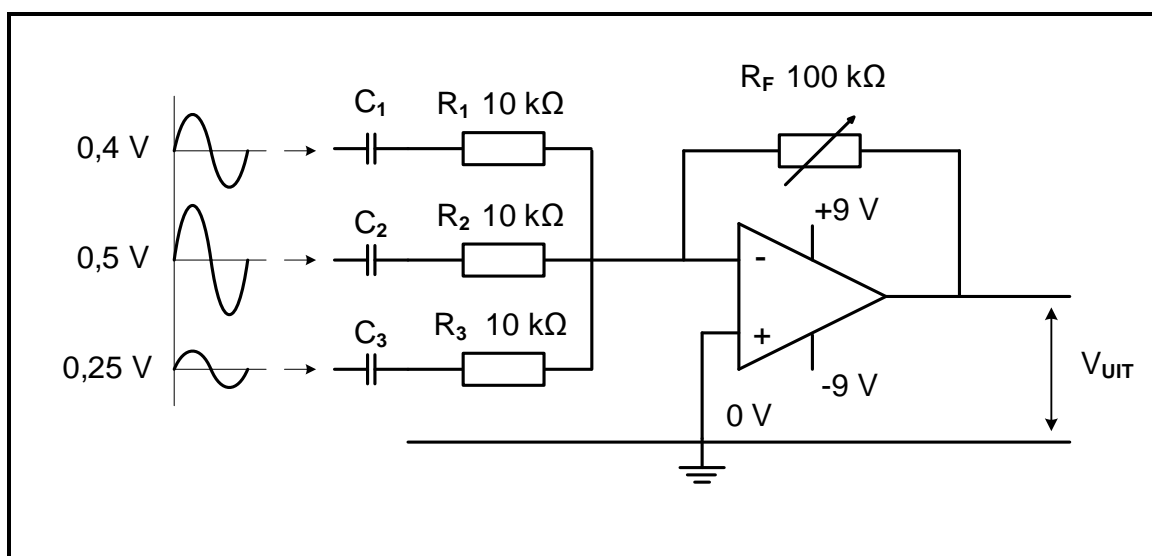 R_F 100 kΩ
C₁
R₁ 10 kΩ
0,4 V
+9 V
C₂
R₂ 10 kΩ
0,5 V
-
C₃
R₃ 10 kΩ
+
0,25 V
-9 V
V_UIT
0 V